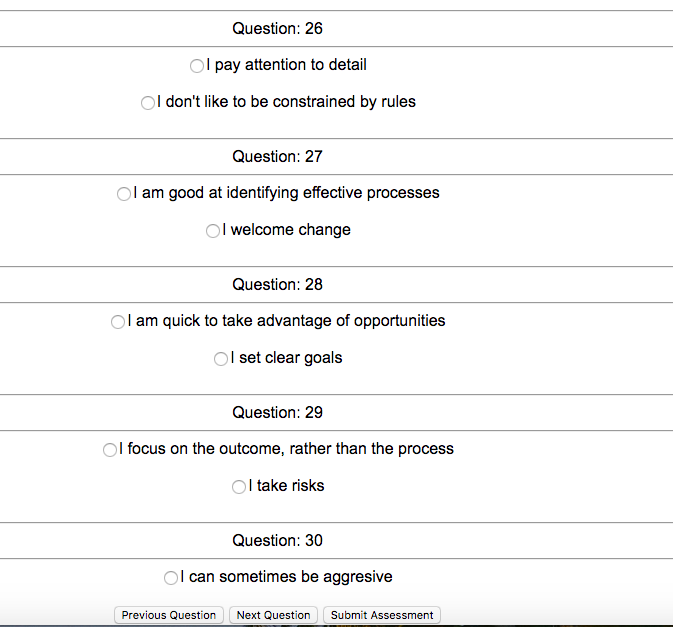 Question: 26
I pay attention to detail
I don't like to be constrained by rules
Question: 27
I am good at identifying effective processes
I welcome change
Question: 28
I am quick to take advantage of opportunities
I set clear goals
Question: 29
I focus on the outcome, rather than the process
I take risks
Question: 30
I can sometimes be aggresive
Previous Question Next Question Submit Assessment